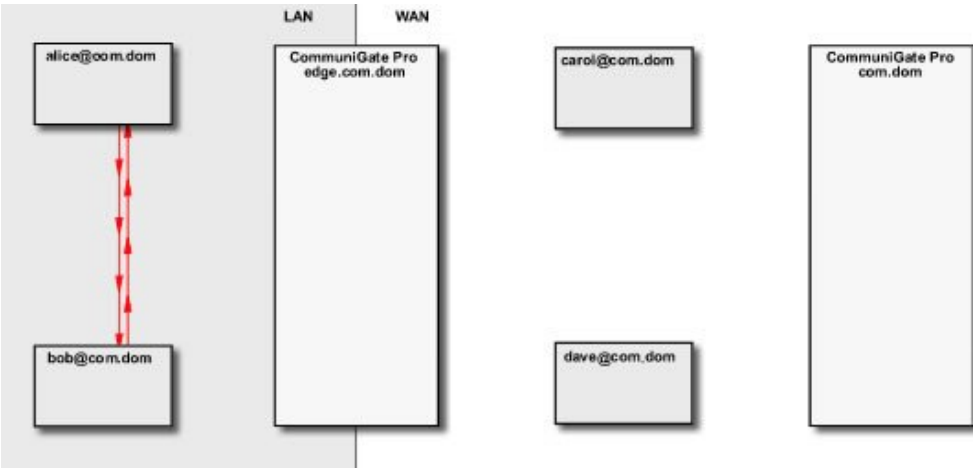 LAN
WAN
alice@com.dom
CommuniGate Pro
edge.com.dom
carol@com.dom
CommuniGate Pro
com.dom
bob@com.dom
dave@com.dom